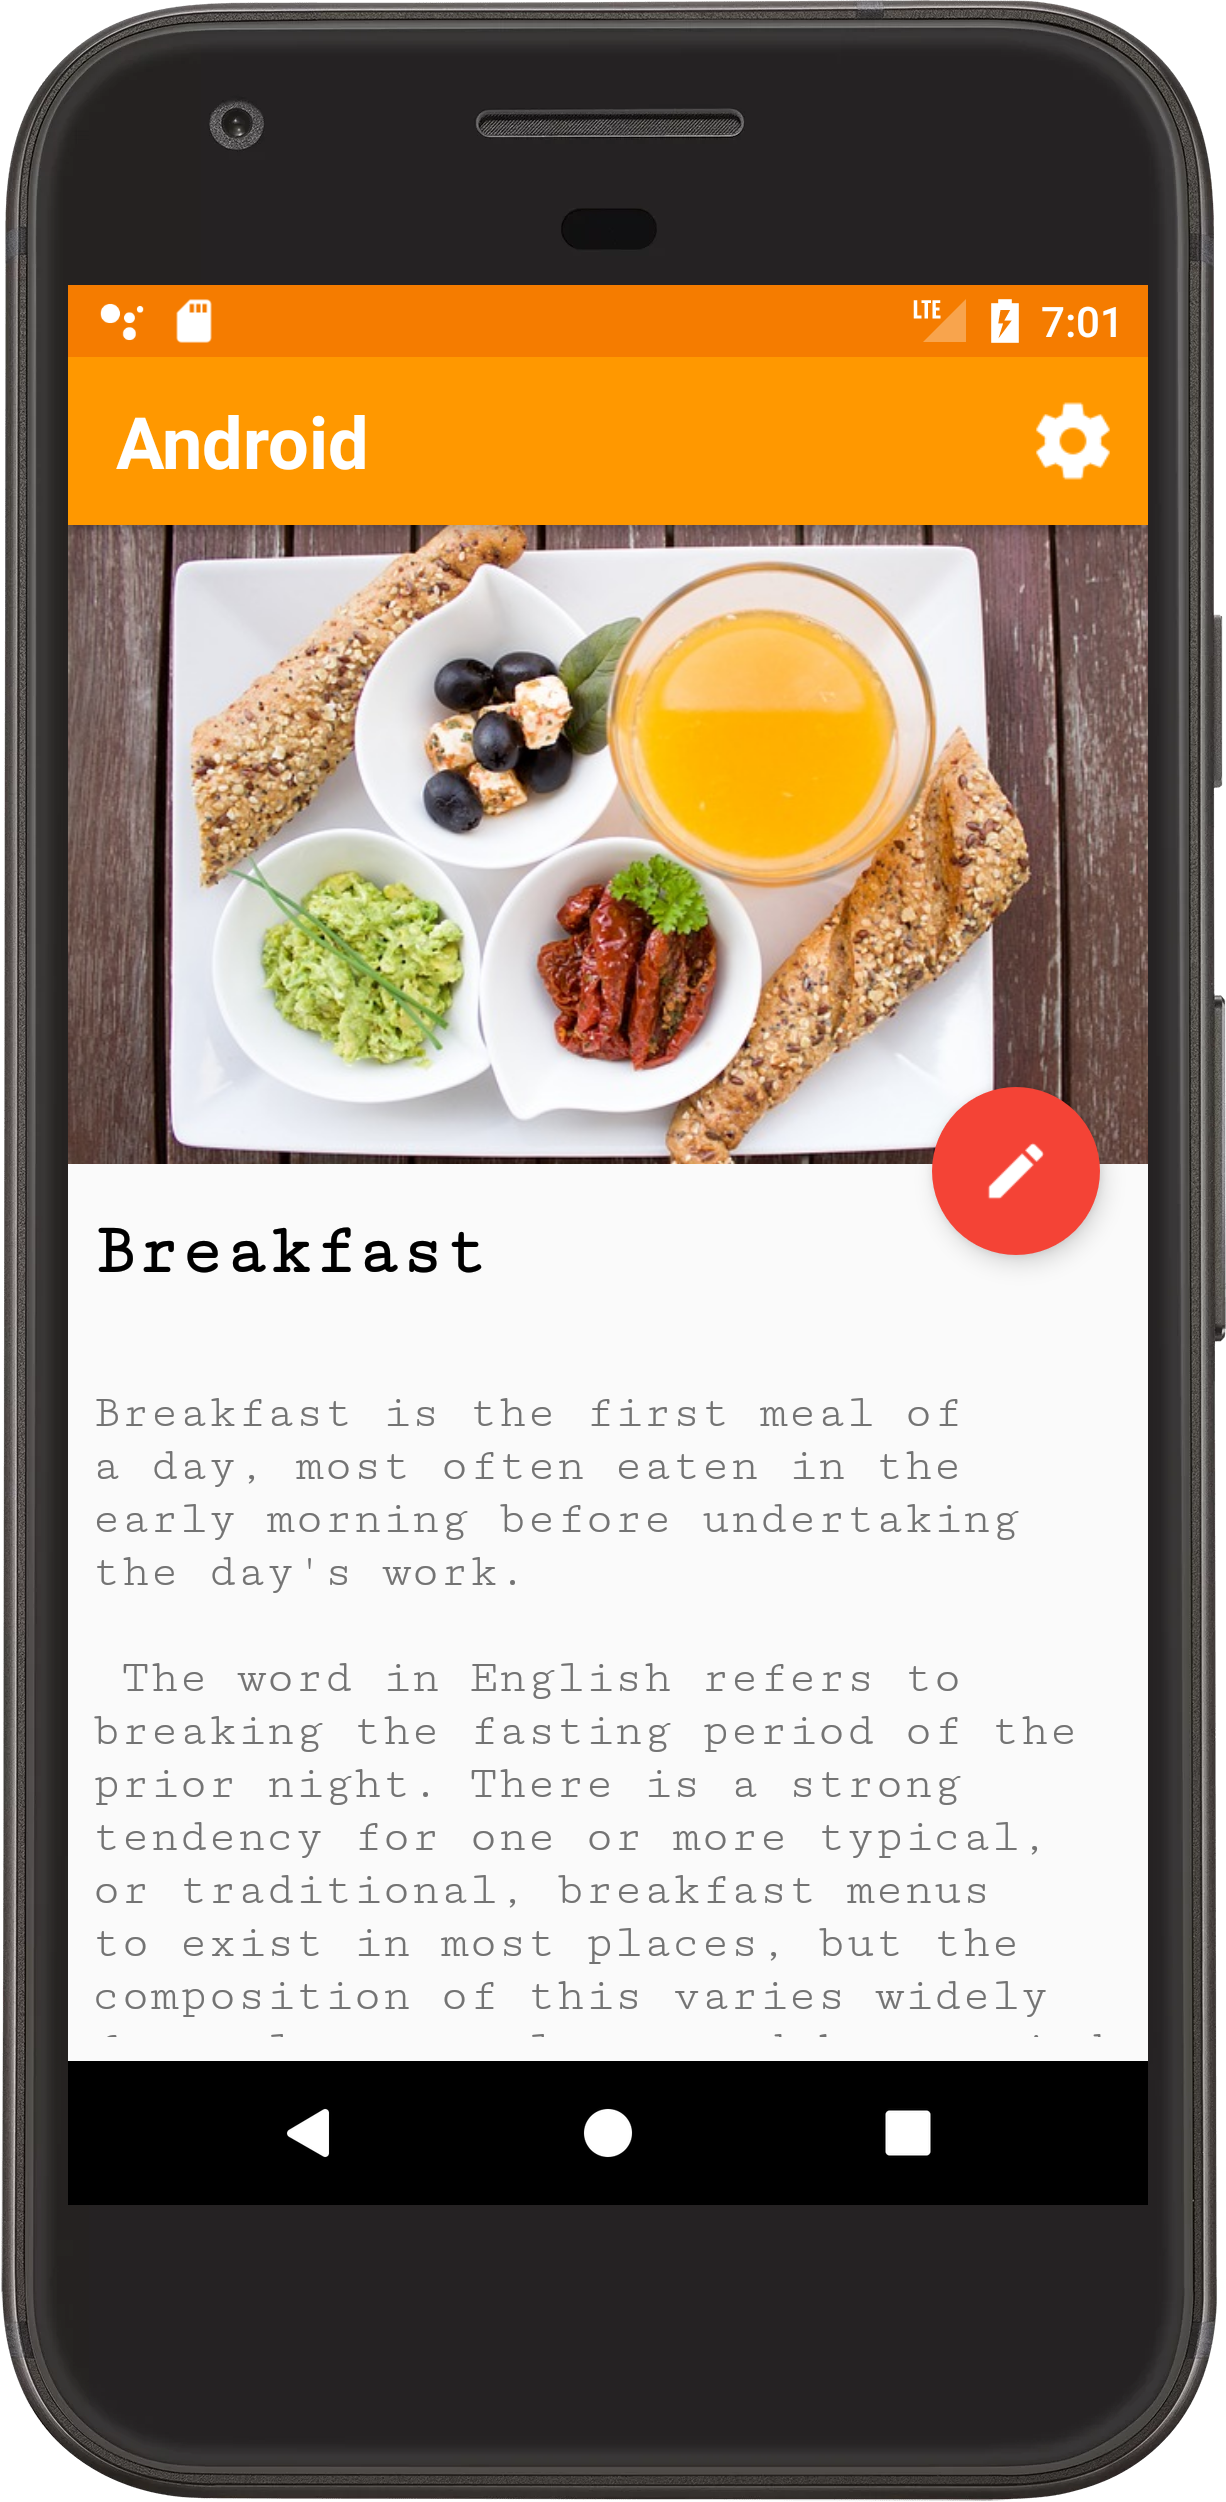 LTE 7:01
Android
Breakfast
Breakfast is the first meal of
a day, most often eaten in the
early morning before undertaking
the day's work.
The word in English refers to
breaking the fasting period of the
prior night. There is a strong
tendency for one or more typical,
or traditional, breakfast menus
to exist in most places, but the
composition of this varies widely